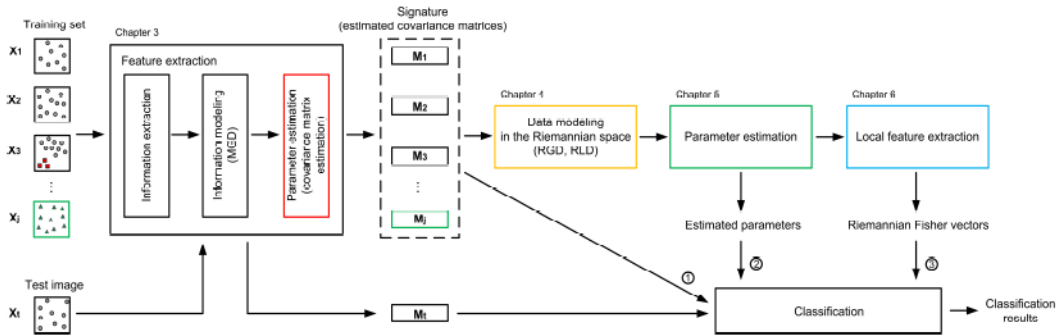 Training set
Chapter 3
Signature
(estimated covariance matrices)
X1
X2
X3
...
Xj
Feature extraction
Information extraction
Information modeling
(MGD)
Parameter estimation
(covariance matrix
estimation)
M1
M2
M3
...
Mj
Chapter 4
Data modeling
in the Riemannian space
(RGD, RLD)
Chapter 5
Parameter estimation
Chapter 6
Local feature extraction
Estimated parameters
Riemannian Fisher vectors
1
2
3
Test image
Xt
Mt
Classification
Classification
results